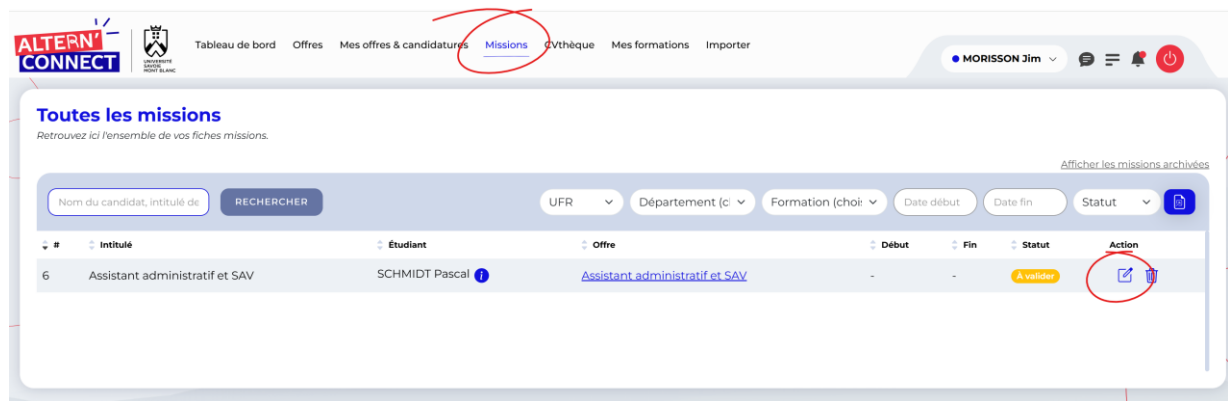 ALTERN'
CONNECT
UNIVERSITÉ
SAVOIE
MONT BLANC
Tableau de bord Offres Mes offres & candidatures Missions CVthèque Mes formations Importer
MORISSON Jim
Toutes les missions
Retrouvez ici l'ensemble de vos fiches missions.
Afficher les missions archivées
Nom du candidat, intitulé de RECHERCHER UFR Département (cl Formation (choi: Date début Date fin Statut
# Intitulé Étudiant Offre Début Fin Statut Action
6 Assistant administratif et SAV SCHMIDT Pascal i Assistant administratif et SAV - - À valider